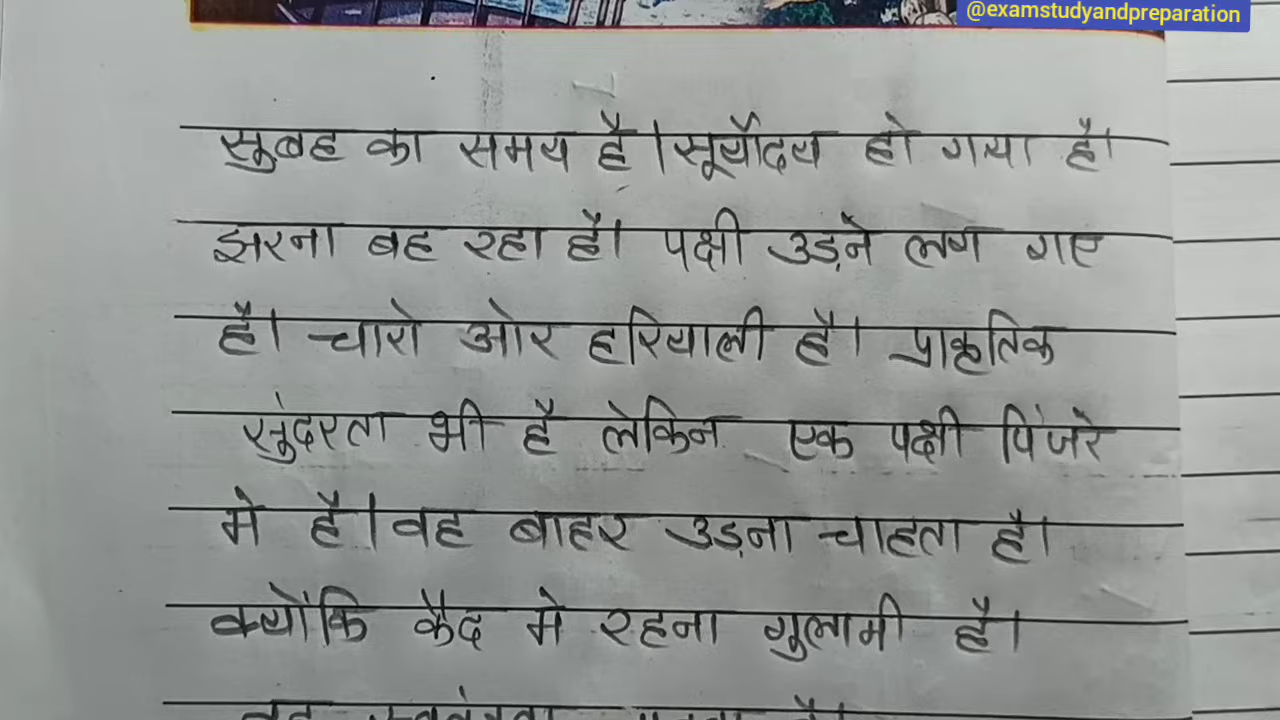 @examstudyandpreparation
सुबह का समय है।सूर्योदय हो गया है।
झरना बह रहा है। पक्षी उड़ने लग गए
है। चारो ओर हरियाली है। प्राकृतिक
सुंदरता भी है लेकिन एक पक्षी पिंजरे
मे है।वह बाहर उड़ना चाहता है।
क्योंकि कैद मे रहना गुलामी है।